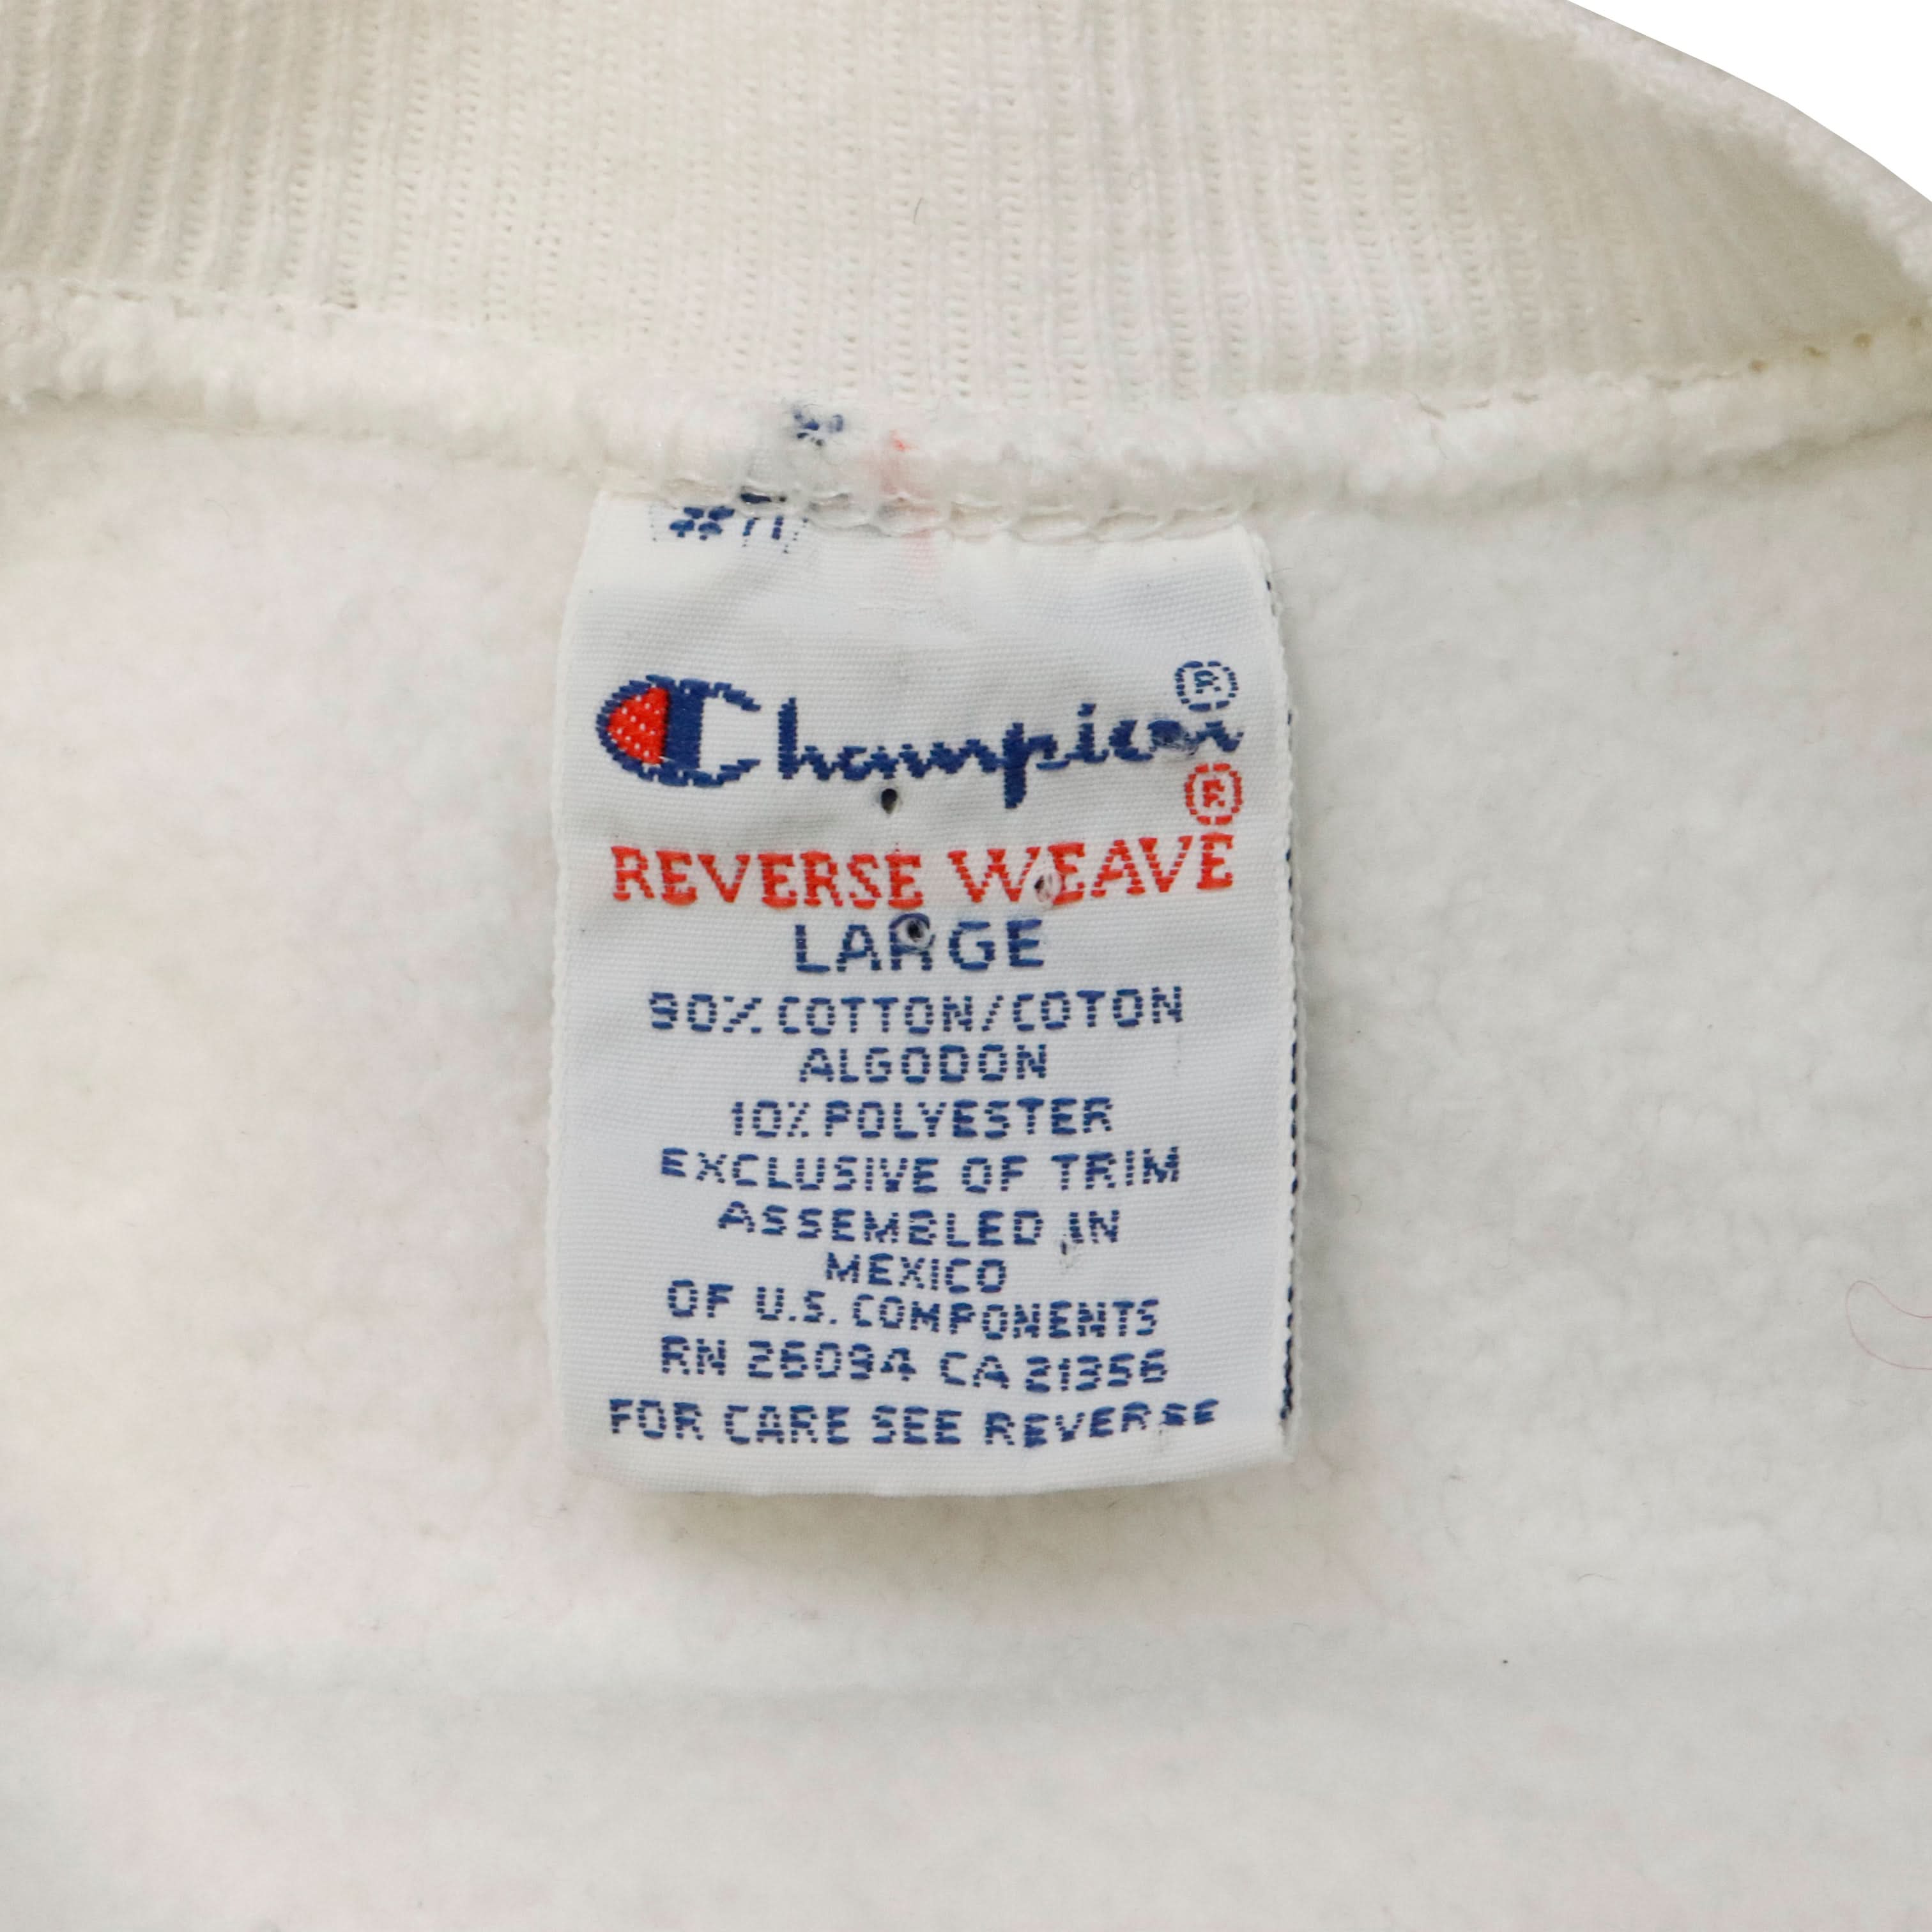 Champion®
®
REVERSE WEAVE
LARGE
90% COTTON/COTON
ALGODON
10% POLYESTER
EXCLUSIVE OF TRIM
ASSEMBLED IN
MEXICO
OF U.S. COMPONENTS
RN 26094 CA 21356
FOR CARE SEE REVERSE